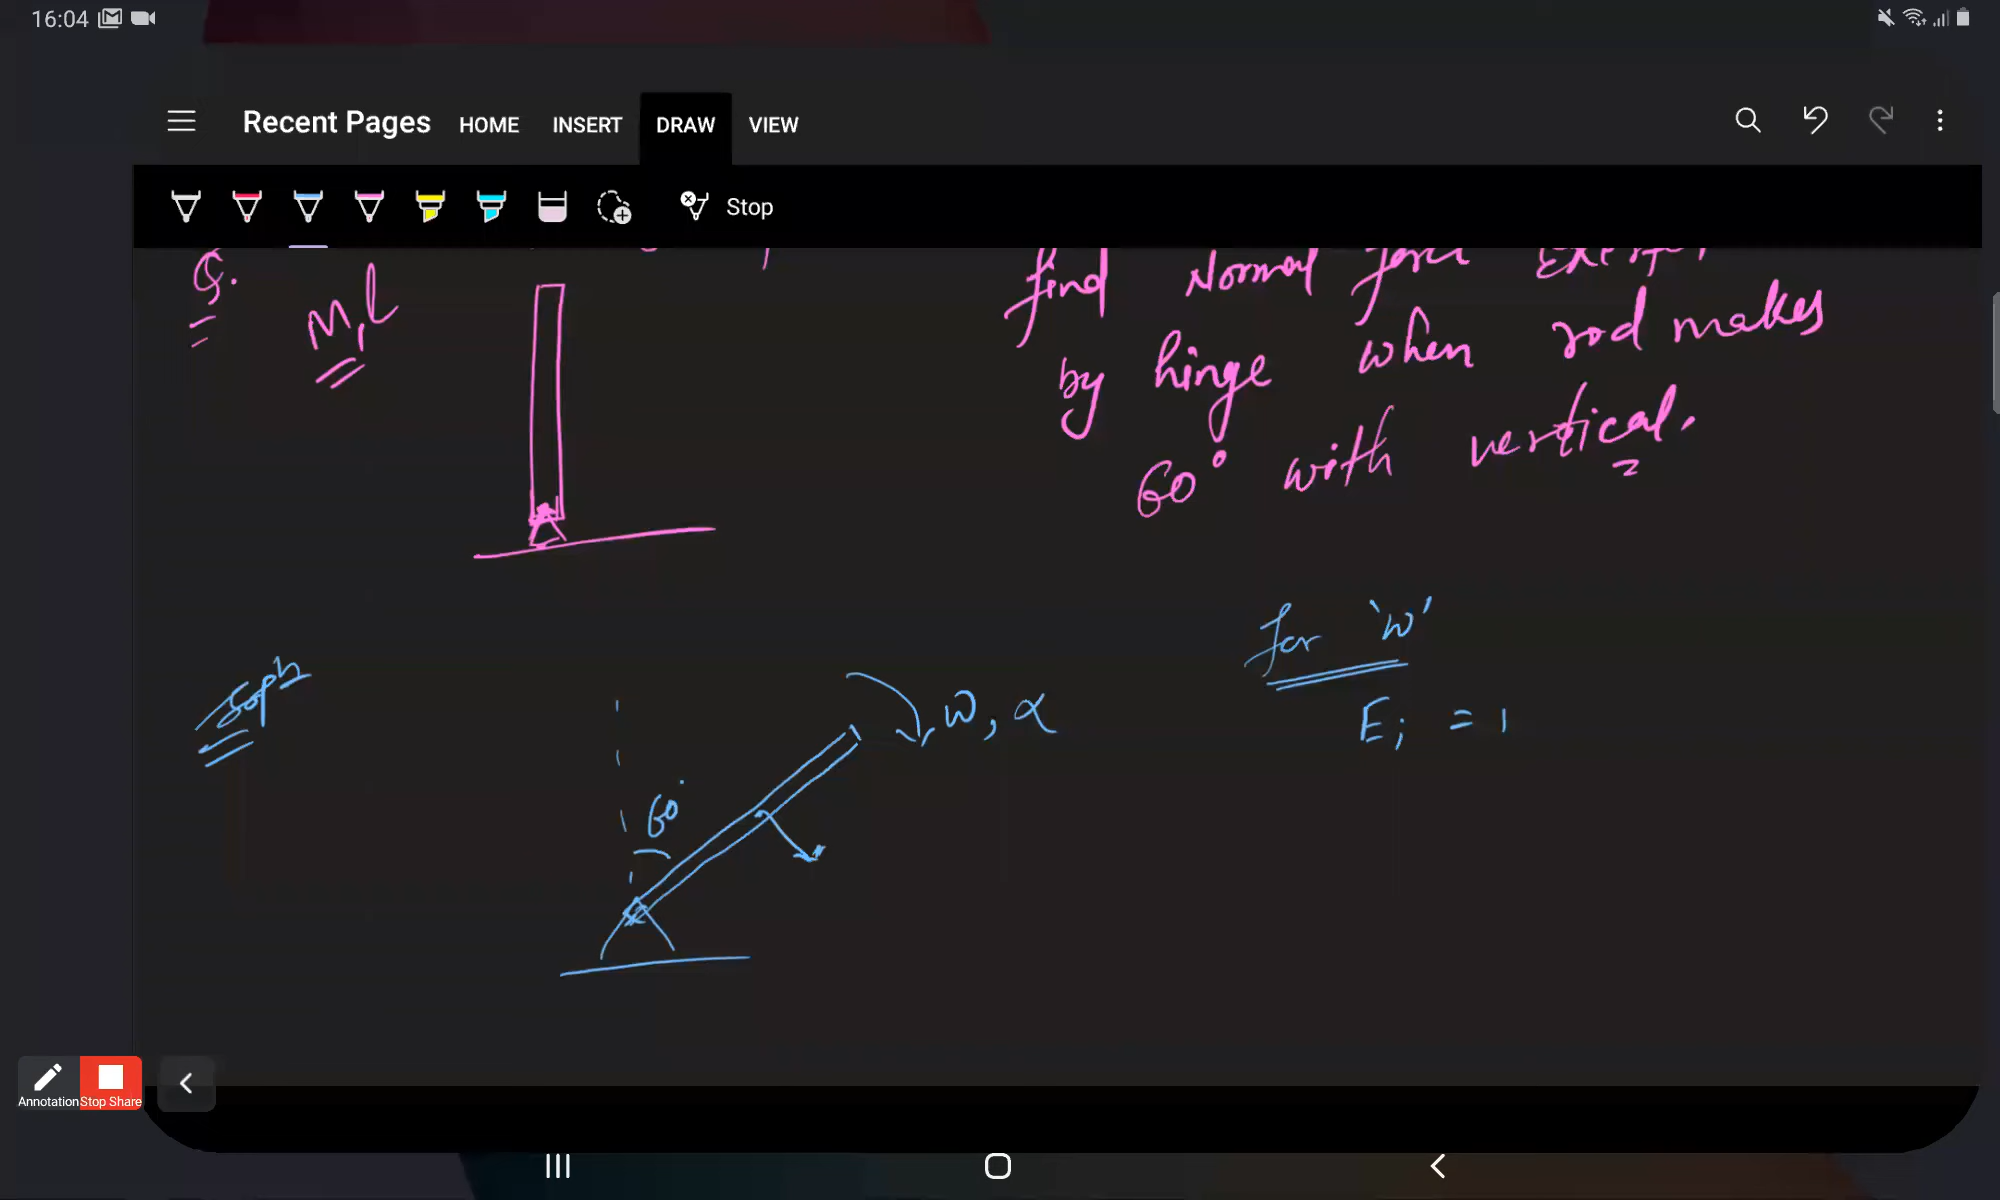 16:04
Recent Pages HOME INSERT DRAW VIEW
Stop
Q.
M, l
find Normal force
by hinge when rod makes
60° with vertical.
Solⁿ
for 'ω'
ω, α
Ei =
60°
Annotation Stop Share